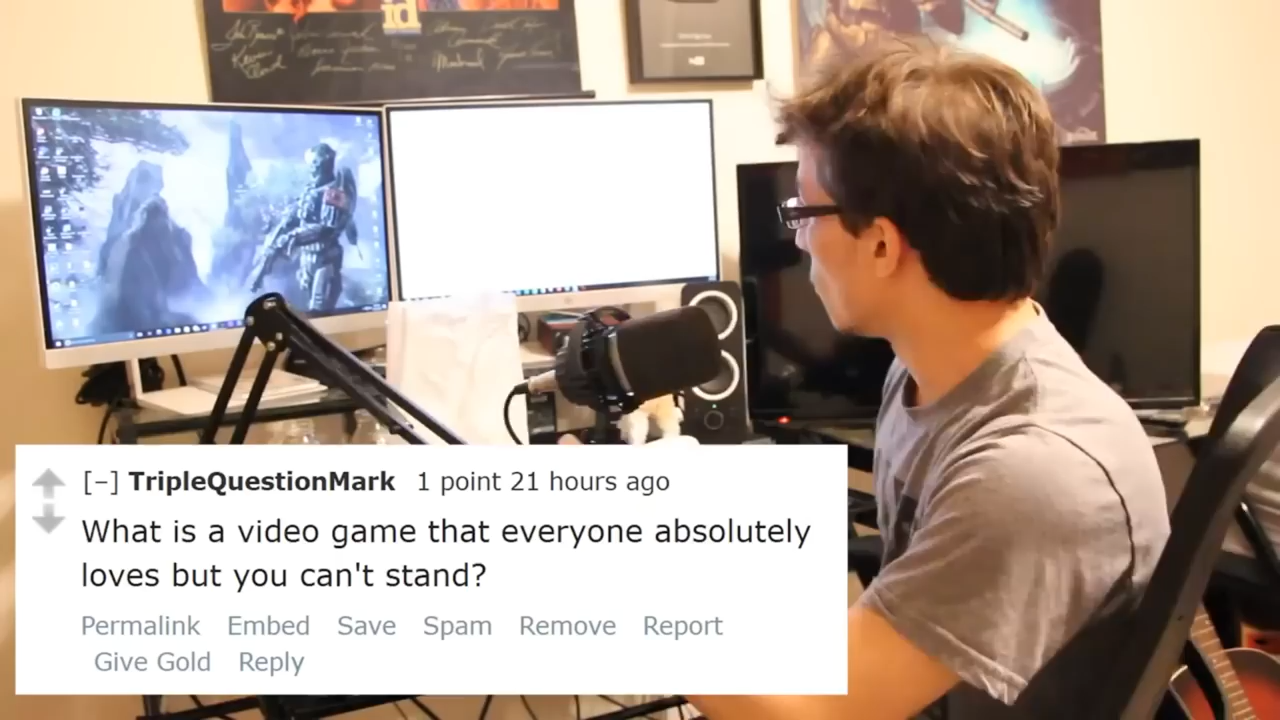 id
[–] TripleQuestionMark 1 point 21 hours ago
What is a video game that everyone absolutely
loves but you can't stand?
Permalink Embed Save Spam Remove Report
Give Gold Reply